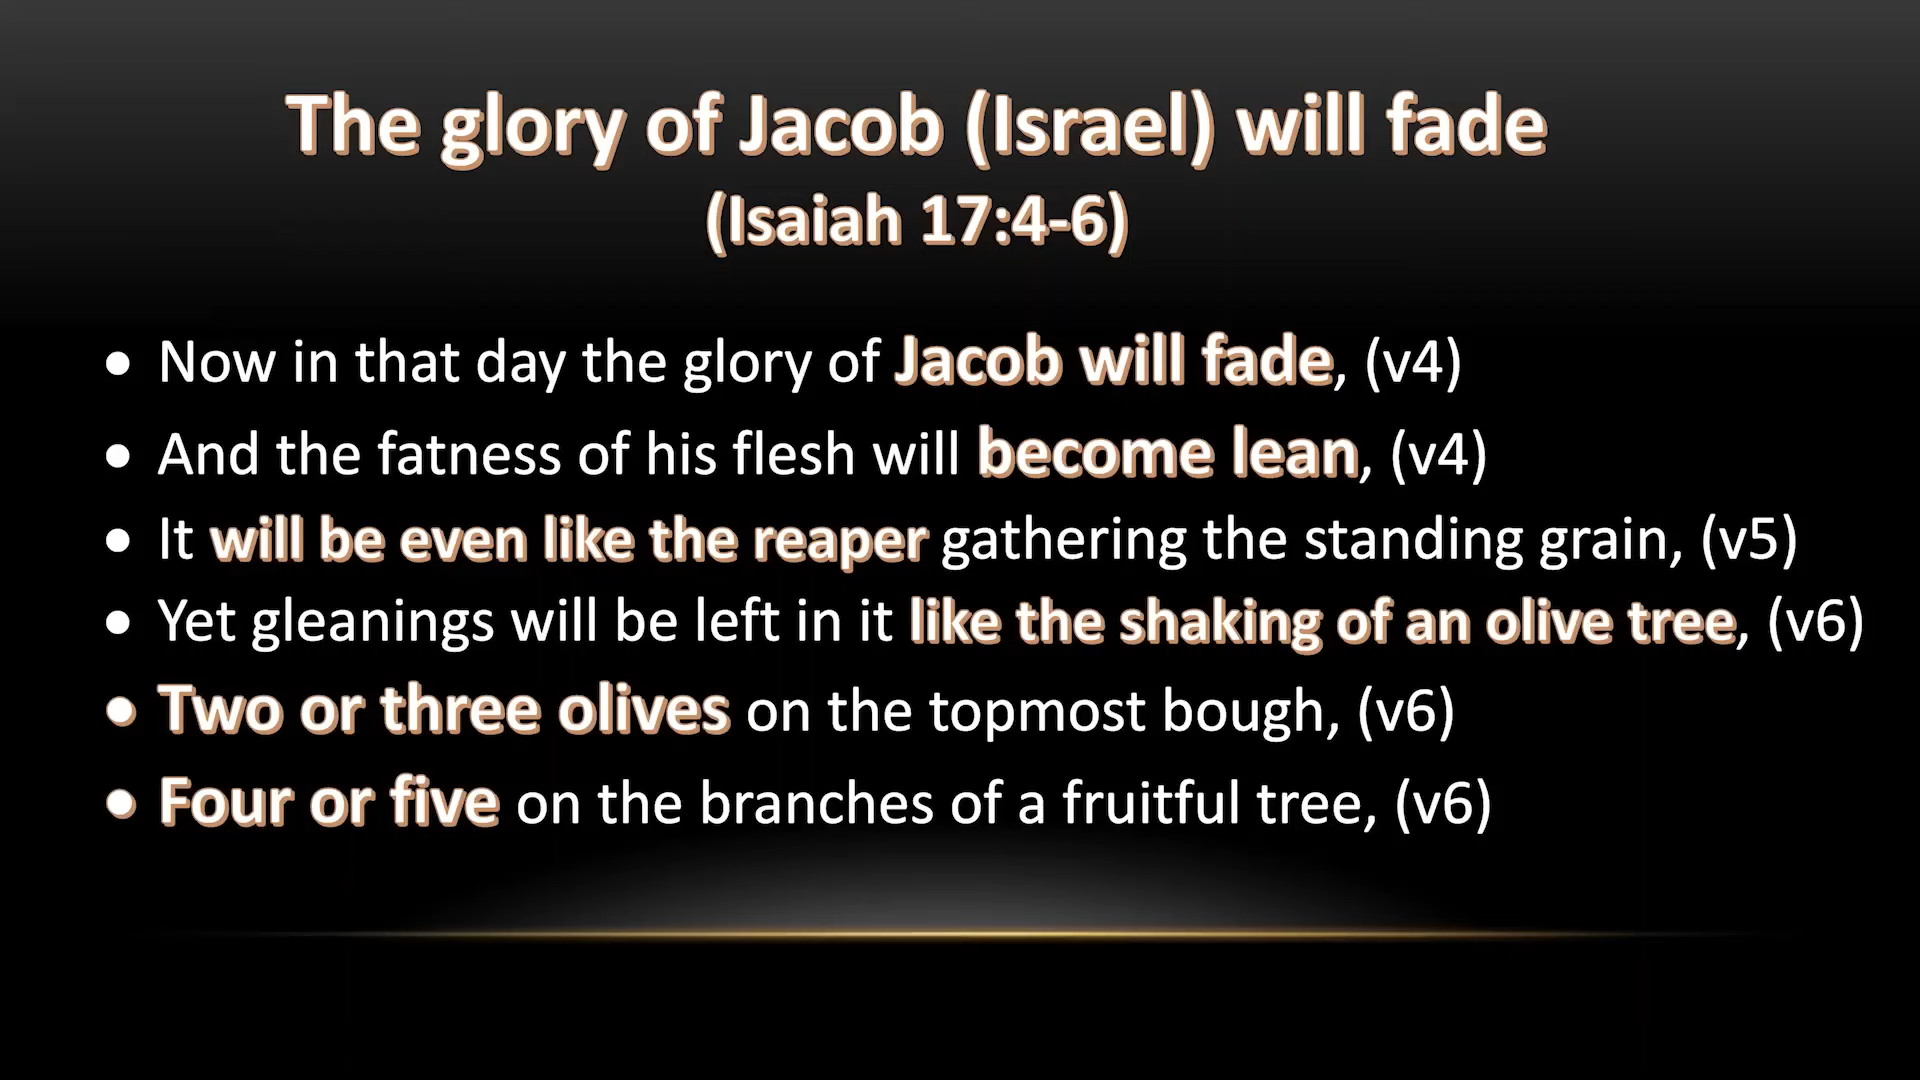 The glory of Jacob (Israel) will fade
(Isaiah 17:4-6)
• Now in that day the glory of Jacob will fade, (v4)
• And the fatness of his flesh will become lean, (v4)
• It will be even like the reaper gathering the standing grain, (v5)
• Yet gleanings will be left in it like the shaking of an olive tree, (v6)
• Two or three olives on the topmost bough, (v6)
• Four or five on the branches of a fruitful tree, (v6)